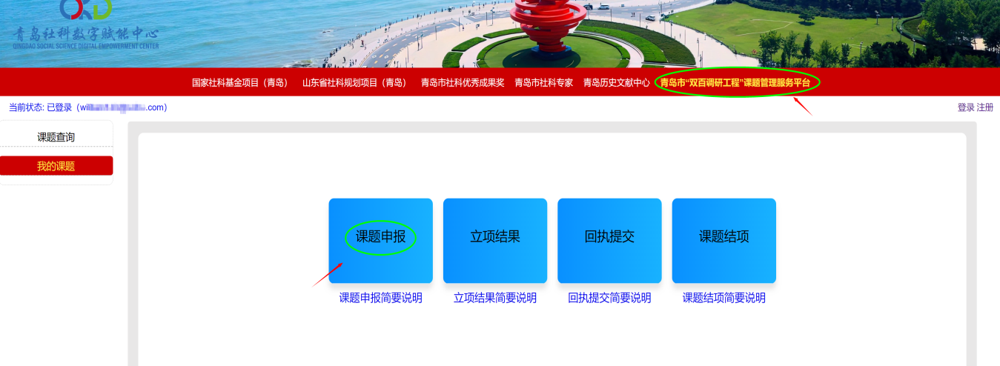 青岛社科数字赋能中心
QINGDAO SOCIAL SCIENCE DIGITAL EMPOWERMENT CENTER
国家社科基金项目（青岛） 山东省社科规划项目（青岛） 青岛市社科优秀成果奖 青岛市社科专家 青岛历史文献中心 青岛市“双百调研工程”课题管理服务平台
当前状态: 已登录（wil .com） 登录 注册
课题查询
我的课题
课题申报 立项结果 回执提交 课题结项
课题申报简要说明 立项结果简要说明 回执提交简要说明 课题结项简要说明